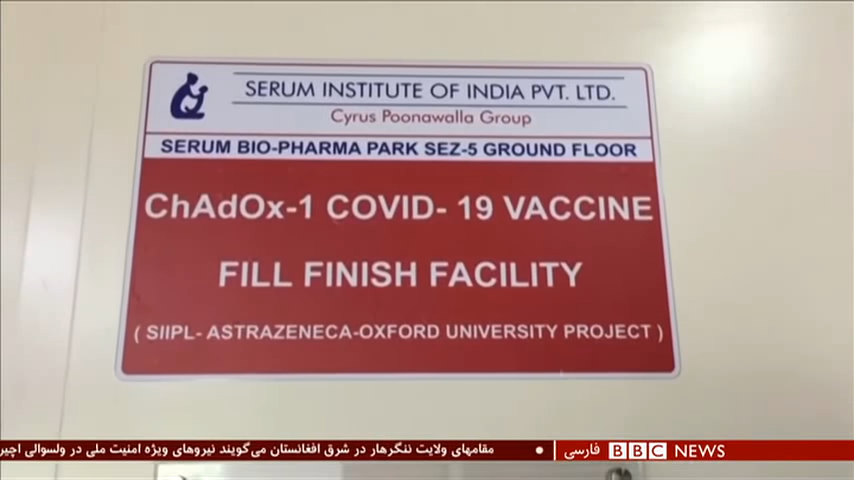 SERUM INSTITUTE OF INDIA PVT. LTD.
Cyrus Poonawalla Group
SERUM BIO-PHARMA PARK SEZ-5 GROUND FLOOR
ChAdOx-1 COVID- 19 VACCINE
FILL FINISH FACILITY
( SIIPL- ASTRAZENECA-OXFORD UNIVERSITY PROJECT )
مقامهای ولایت ننگرهار در شرق افغانستان می‌گویند نیروهای ویژه امنیت ملی در ولسوالی اچین
BBC NEWS فارسی